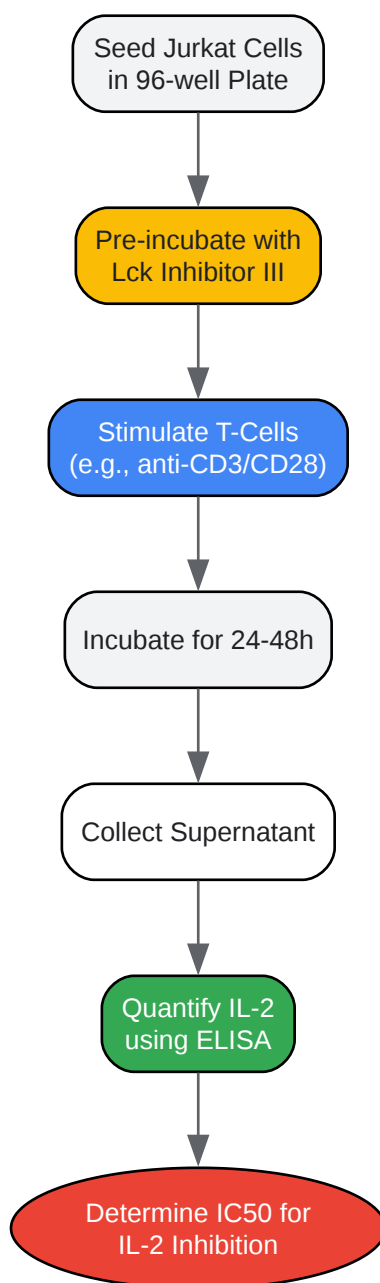 Seed Jurkat Cells
in 96-well Plate
Pre-incubate with
Lck Inhibitor III
Stimulate T-Cells
(e.g., anti-CD3/CD28)
Incubate for 24-48h
Collect Supernatant
Quantify IL-2
using ELISA
Determine IC50 for
IL-2 Inhibition